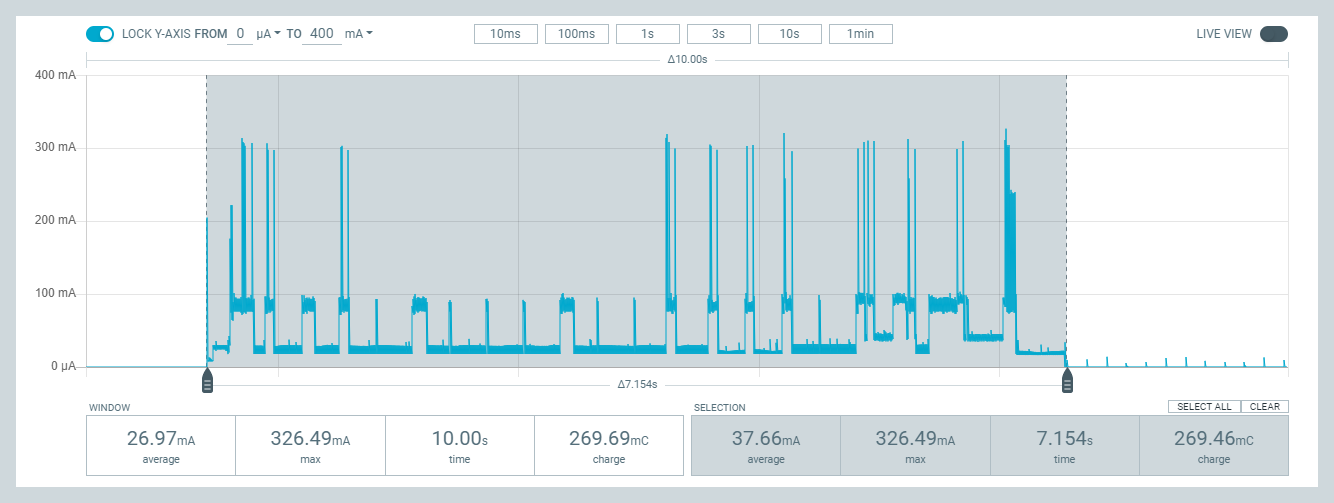 LOCK Y-AXIS FROM 0 µA TO 400 mA 10ms 100ms 1s 3s 10s 1min LIVE VIEW
Δ10.00s
400 mA
300 mA
200 mA
100 mA
0 µA
Δ7.154s
WINDOW SELECTION SELECT ALL CLEAR
26.97mA 326.49mA 10.00s 269.69mC 37.66mA 326.49mA 7.154s 269.46mC
average max time charge average max time charge